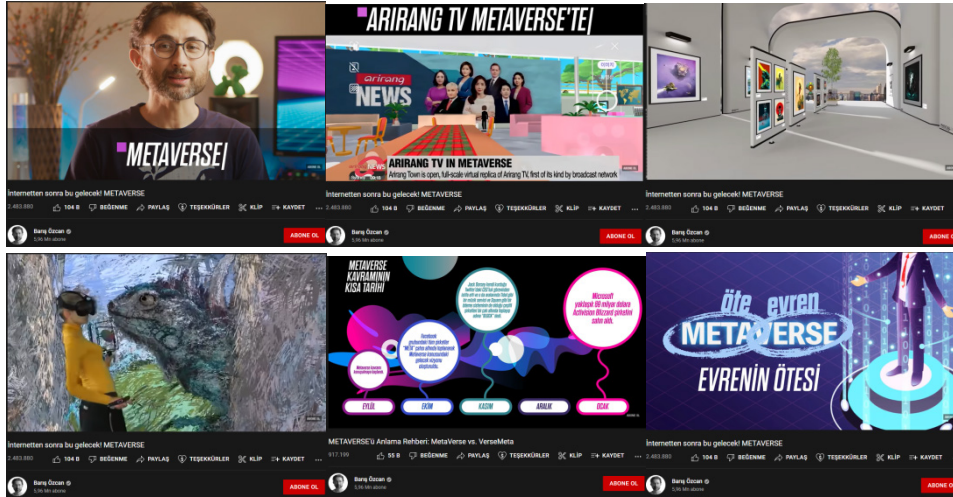 METAVERSE|
İnternetten sonra bu gelecek! METAVERSE
2.483.880 104 B BEĞENME PAYLAŞ TEŞEKKÜRLER KLİP KAYDET ...
Barış Özcan
5,96 Mn abone
ABONE OL
ARIRANG TV METAVERSE'TE|
arirang
NEWS
ARIRANG TV IN METAVERSE
Arirang Town is open, full-scale virtual replica of Arirang TV, first of its kind by broadcast network
NEWS
İnternetten sonra bu gelecek! METAVERSE
2.483.880 104 B BEĞENME PAYLAŞ TEŞEKKÜRLER KLİP KAYDET ...
Barış Özcan
5,96 Mn abone
ABONE OL
İnternetten sonra bu gelecek! METAVERSE
2.483.880 104 B BEĞENME PAYLAŞ TEŞEKKÜRLER KLİP KAYDET
Barış Özcan
5,96 Mn abone
ABONE O
İnternetten sonra bu gelecek! METAVERSE
2.483.880 104 B BEĞENME PAYLAŞ TEŞEKKÜRLER KLİP KAYDET ...
Barış Özcan
5,96 Mn abone
ABONE OL
METAVERSE
KAVRAMININ
KISA TARİHİ
Facebook
"META"
Microsoft
yaklaşık 69 milyar dolara
Activision Blizzard şirketini
satın aldı.
EYLÜL EKİM KASIM ARALIK OCAK
METAVERSE'ü Anlama Rehberi: MetaVerse vs. VerseMeta
917.199 55 B BEĞENME PAYLAŞ TEŞEKKÜRLER KLİP KAYDET ...
Barış Özcan
5,96 Mn abone
ABONE OL
öte evren
METAVERSE
EVRENİN ÖTESİ
İnternetten sonra bu gelecek! METAVERSE
2.483.880 104 B BEĞENME PAYLAŞ TEŞEKKÜRLER KLİP KAYDET
Barış Özcan
5,96 Mn abone
ABONE O